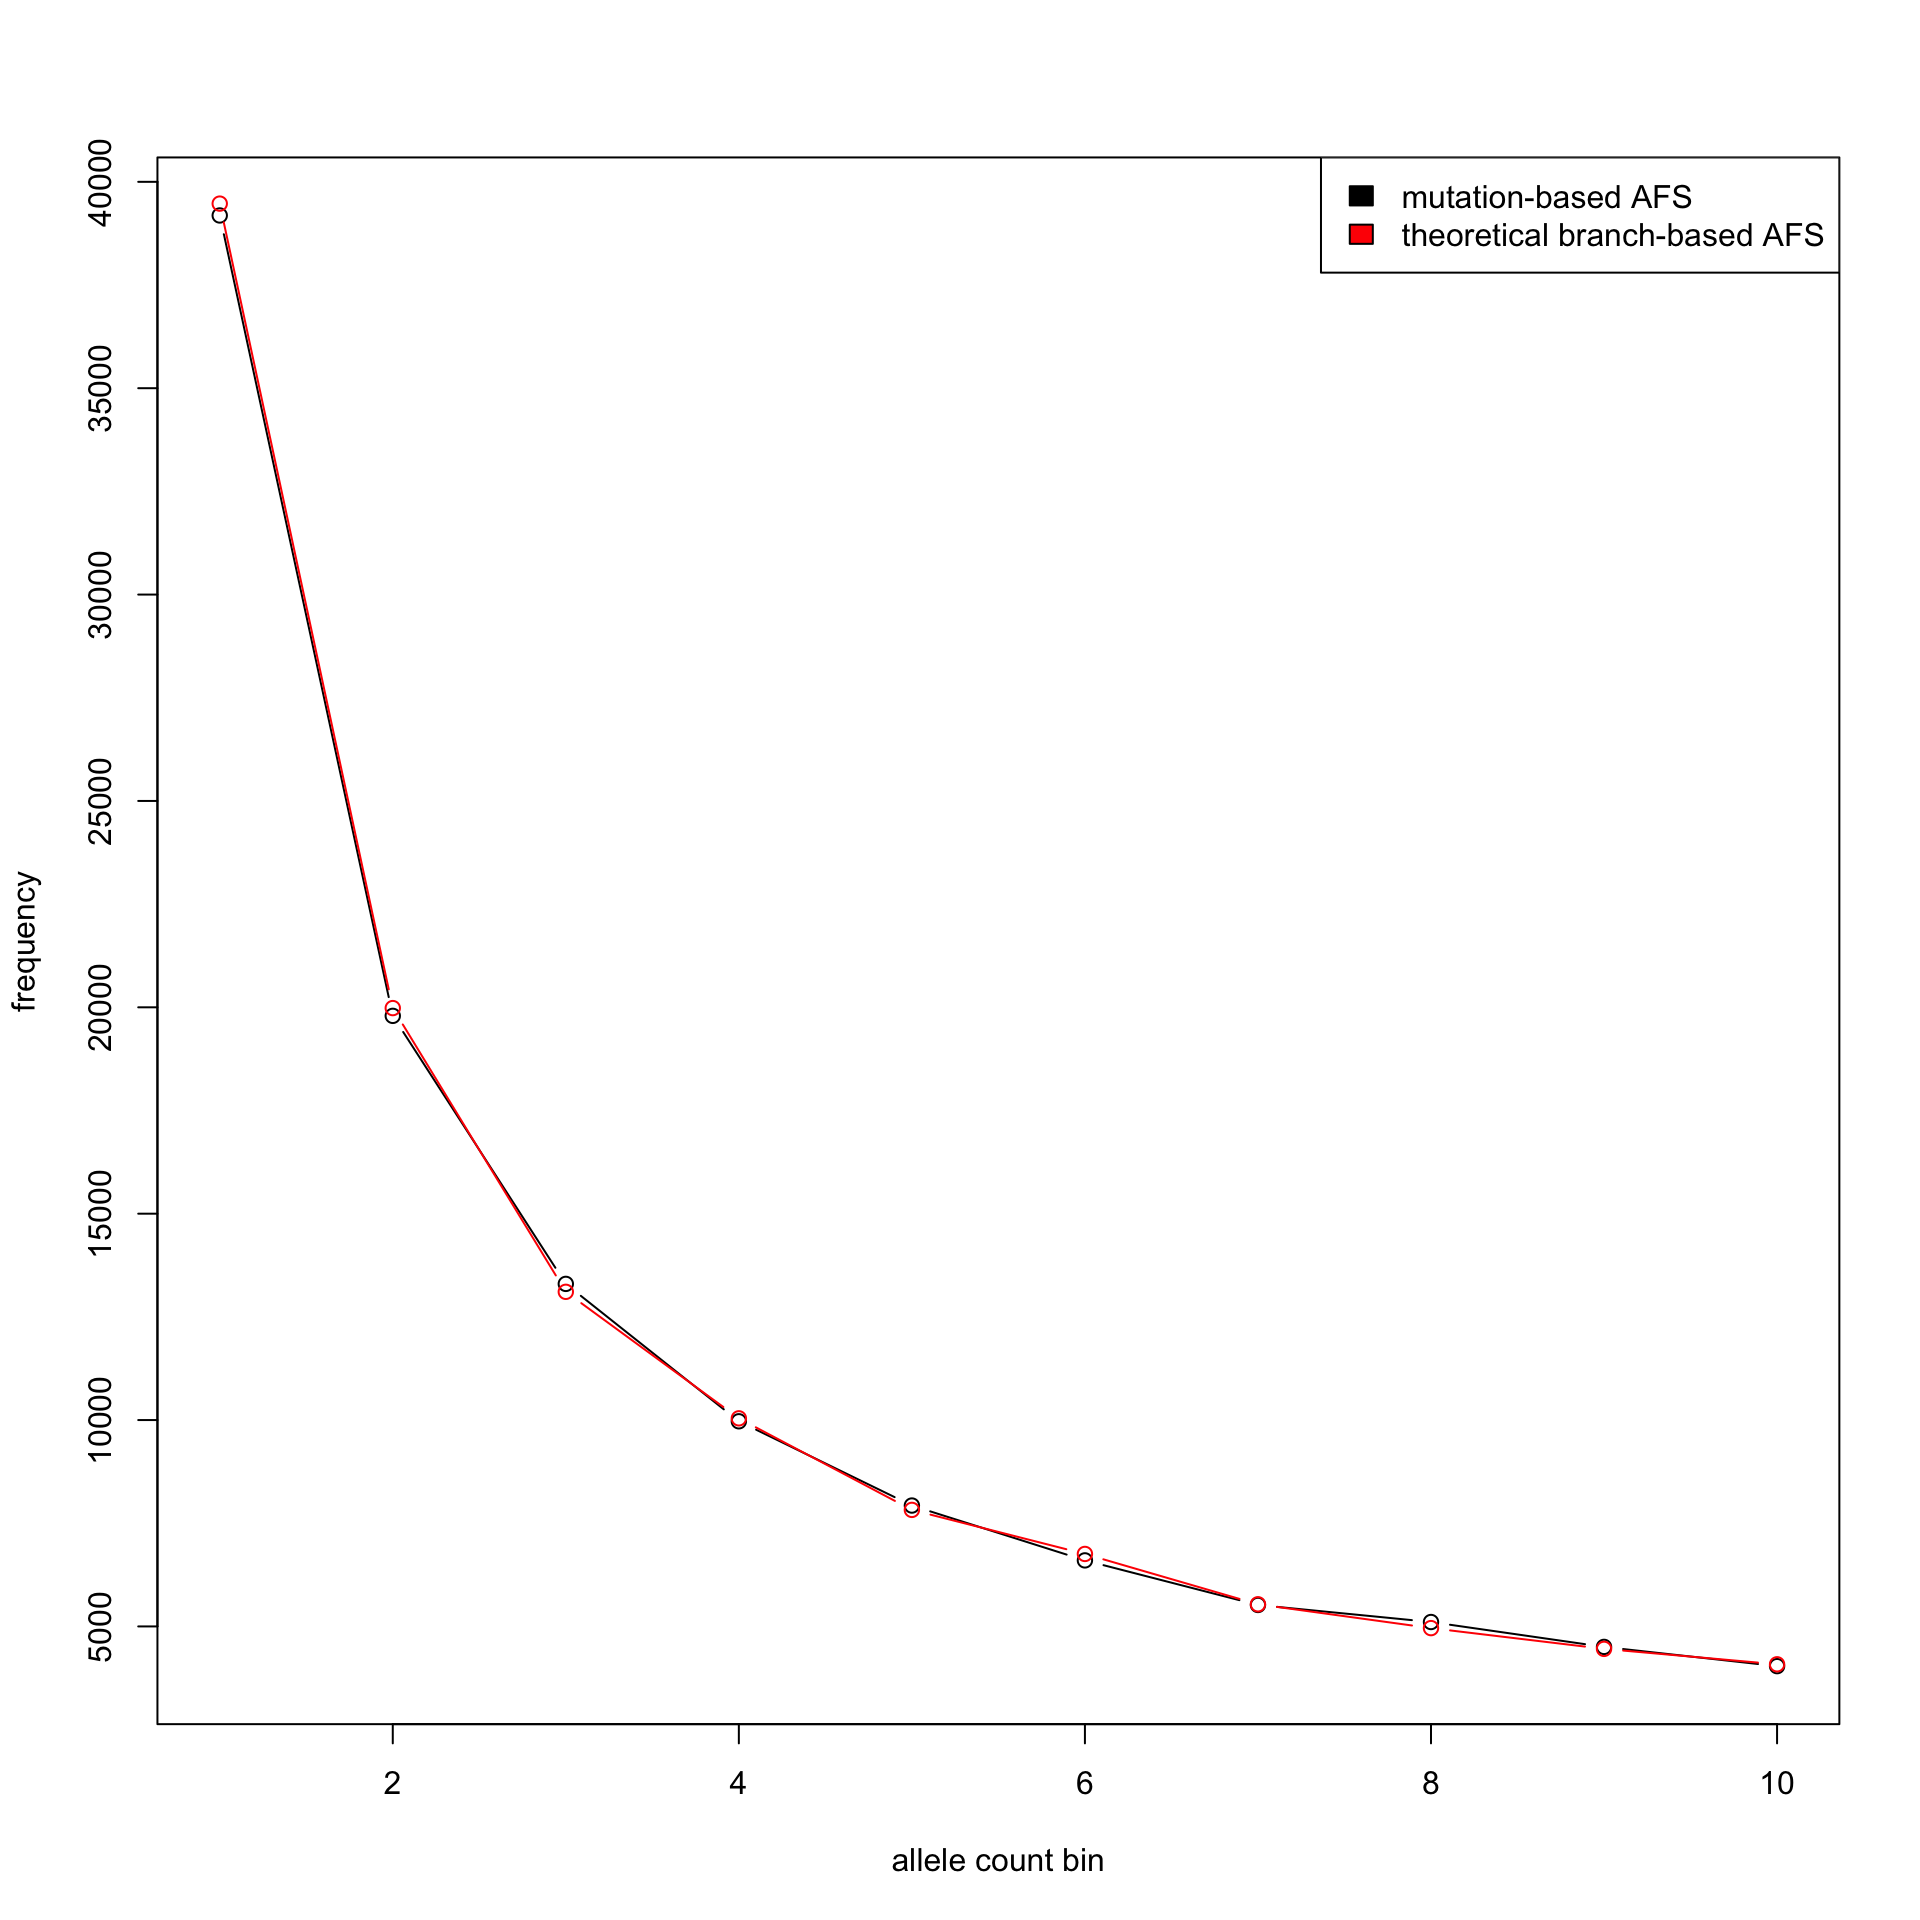 mutation-based AFS
theoretical branch-based AFS
40000
35000
30000
25000
20000
15000
10000
5000
frequency
2 4 6 8 10
allele count bin